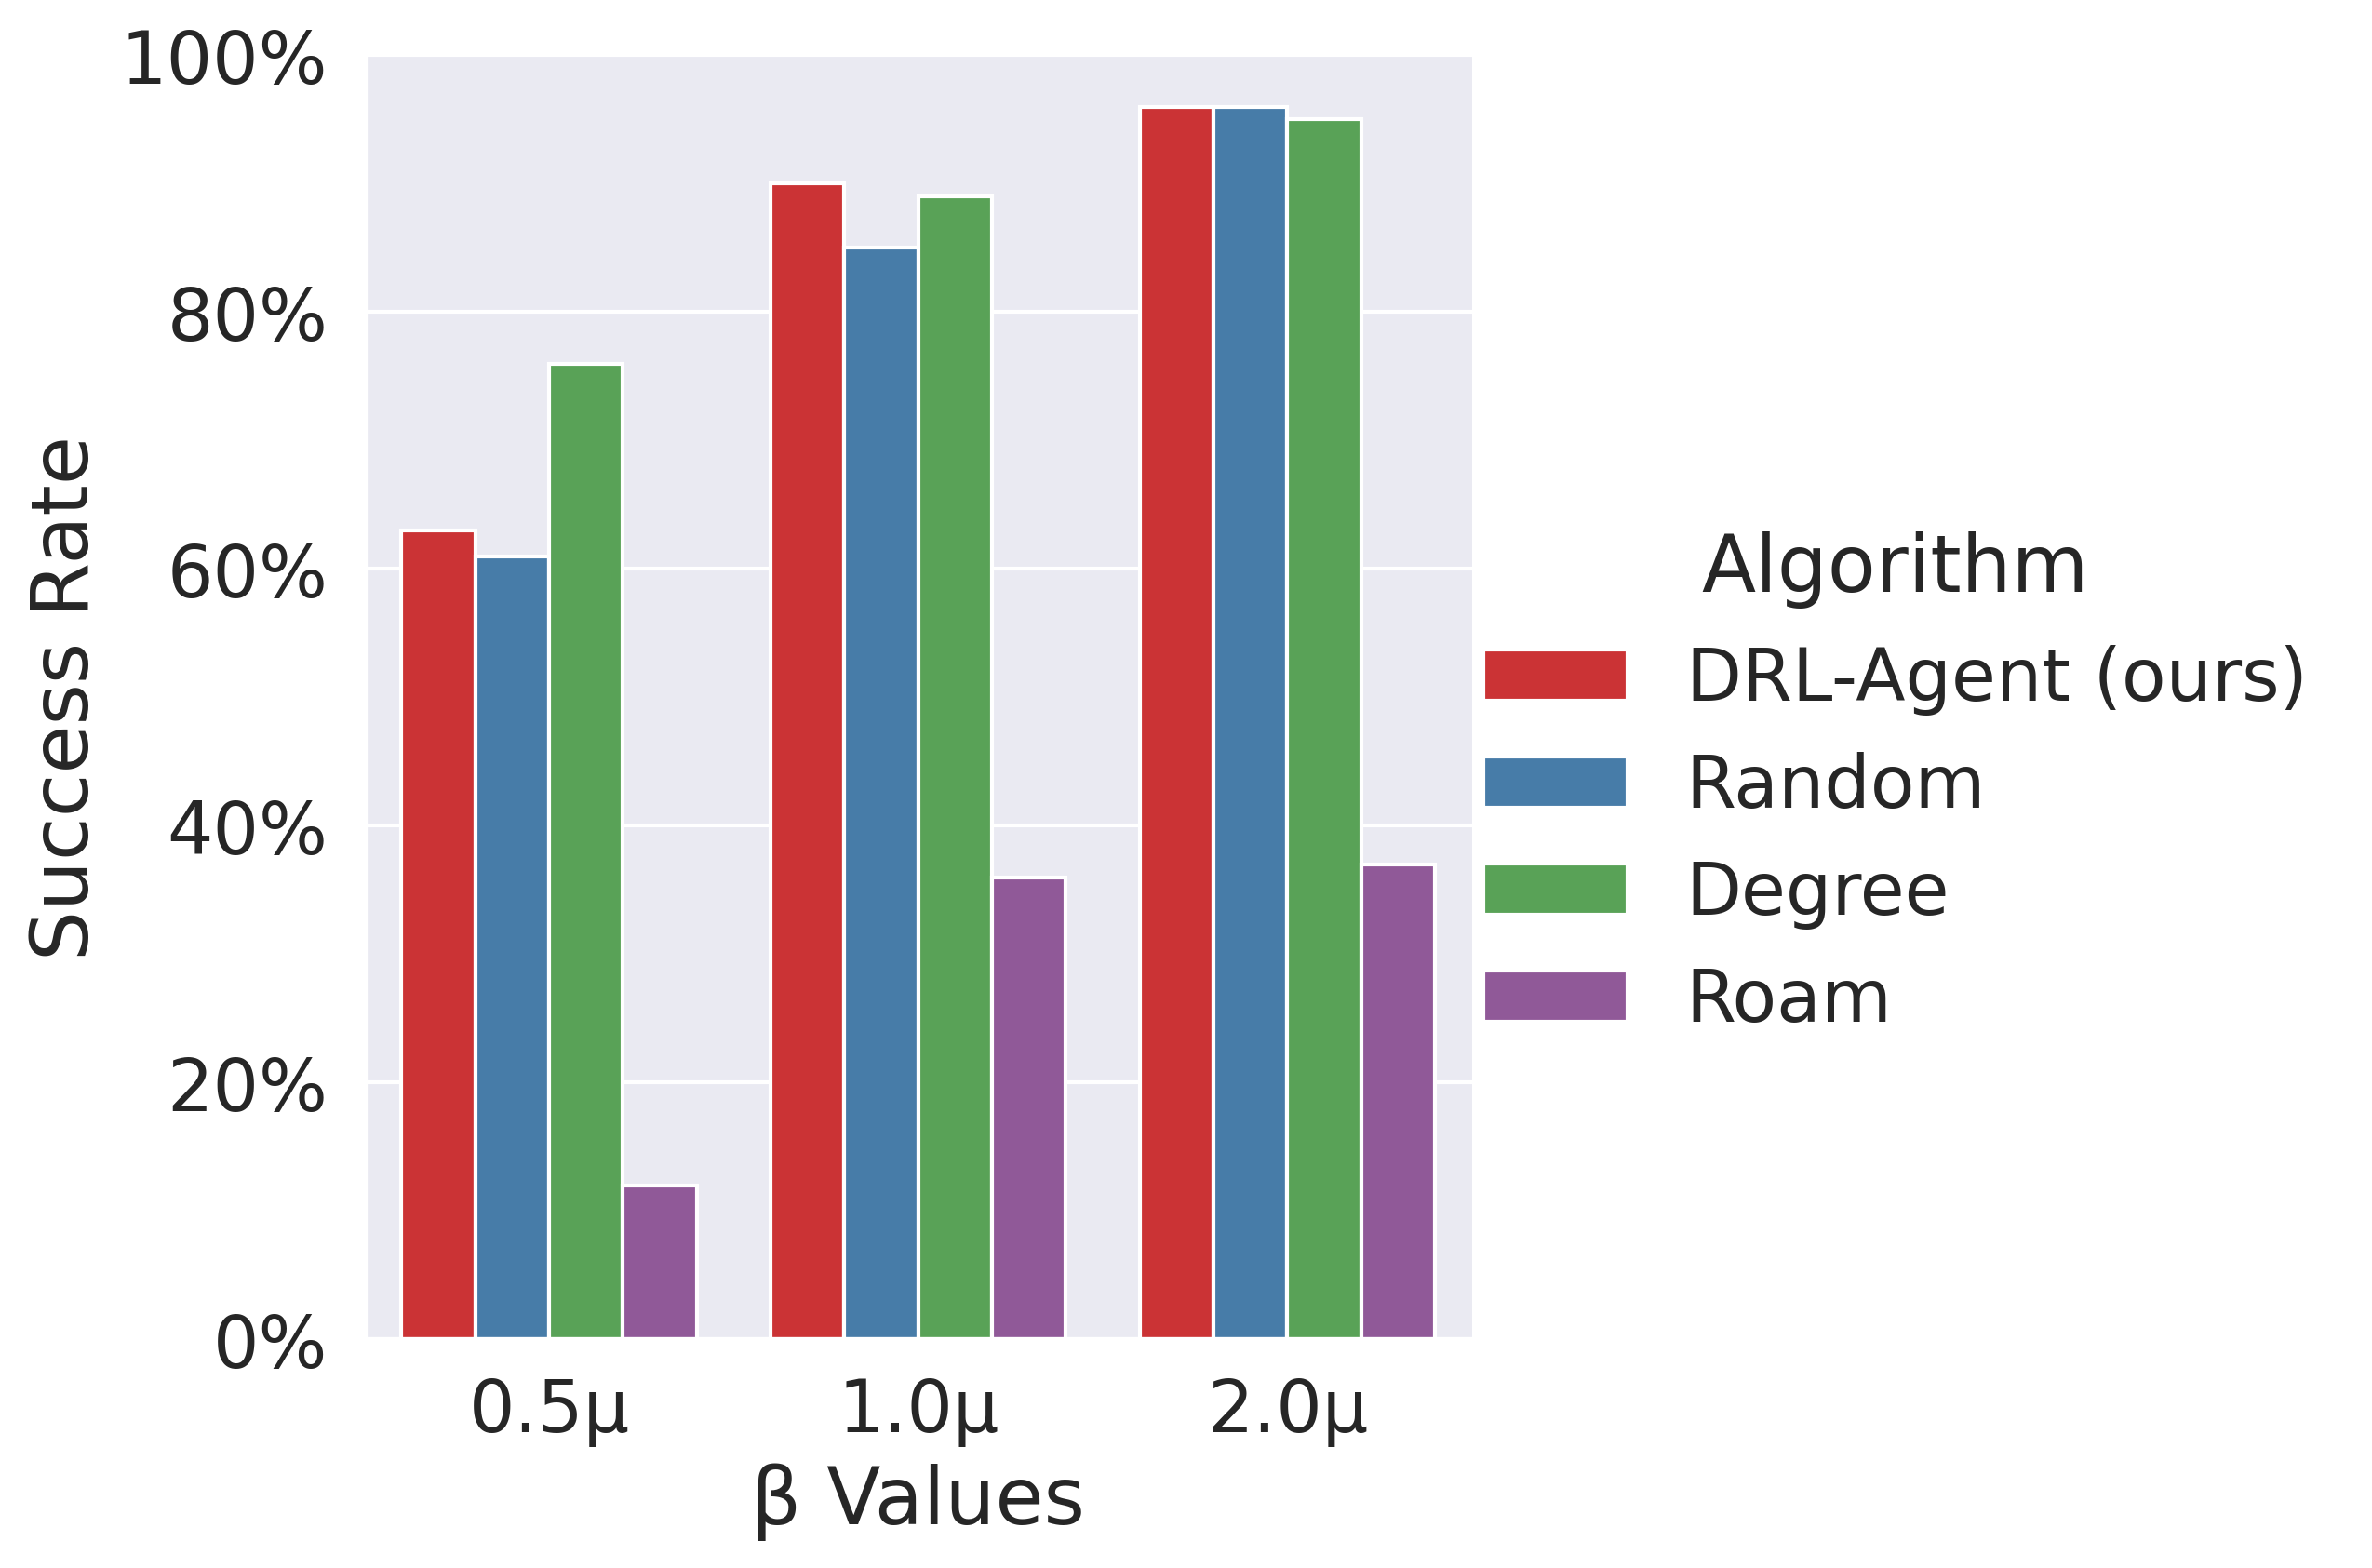 100%
80%
60%
40%
20%
0%
Success Rate
0.5μ
1.0μ
2.0μ
β Values
Algorithm
DRL-Agent (ours)
Random
Degree
Roam